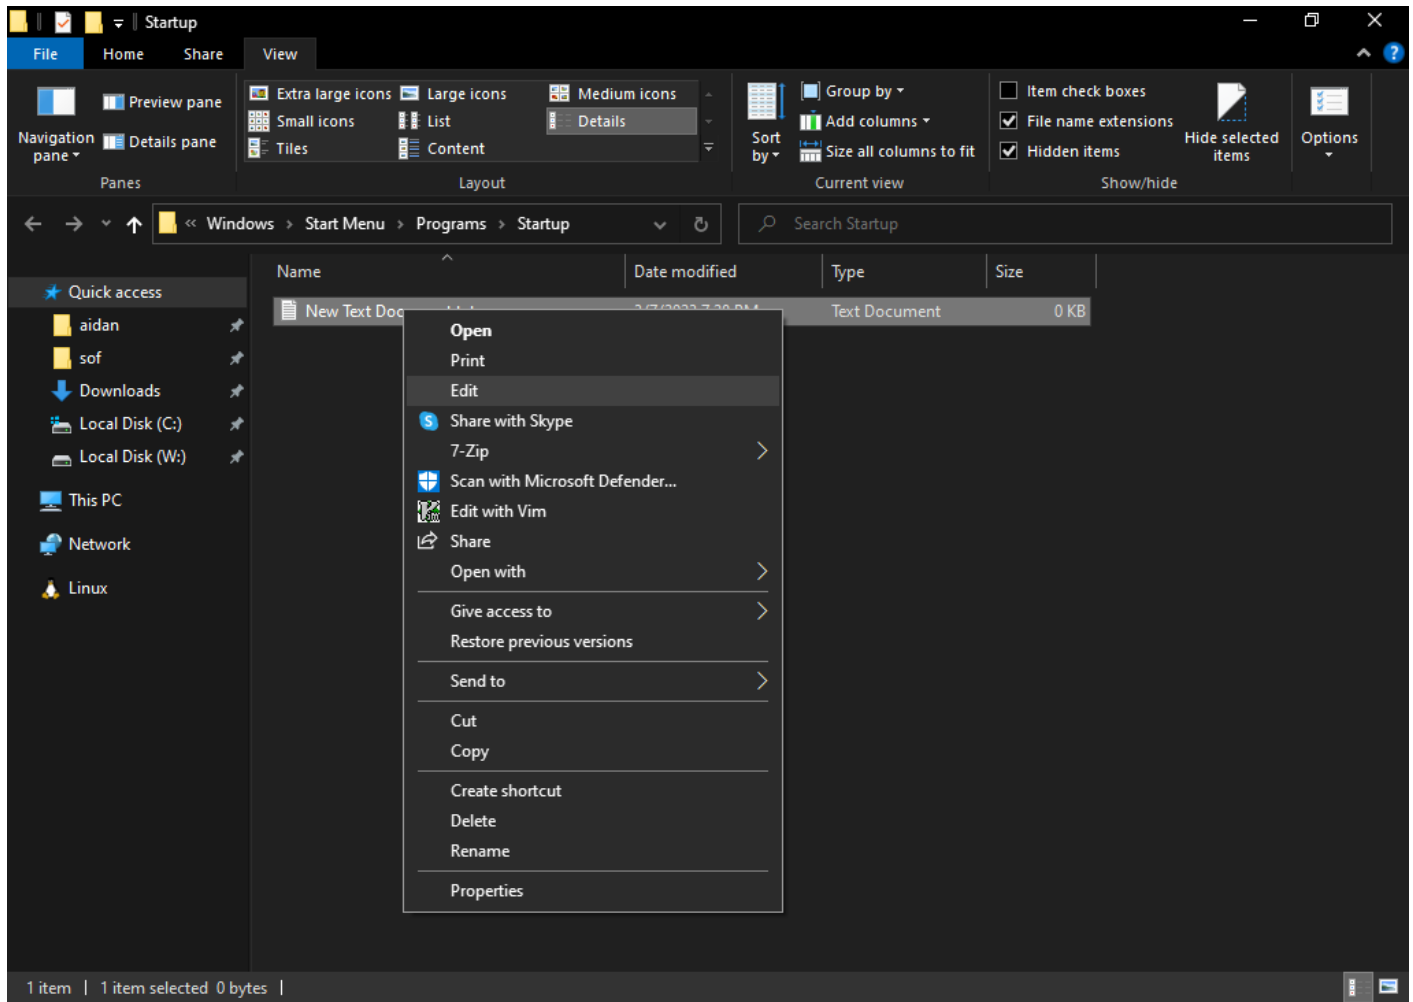 Startup
File Home Share View
Navigation pane
Preview pane
Details pane
Panes
Extra large icons Large icons Medium icons
Small icons List Details
Tiles Content
Layout
Sort by
Group by
Add columns
Size all columns to fit
Current view
Item check boxes
File name extensions
Hidden items
Hide selected items
Show/hide
Options
« Windows > Start Menu > Programs > Startup
Search Startup
Name Date modified Type Size
New Text Doc Text Document 0 KB
Quick access
aidan
sof
Downloads
Local Disk (C:)
Local Disk (W:)
This PC
Network
Linux
Open
Print
Edit
Share with Skype
7-Zip
Scan with Microsoft Defender...
Edit with Vim
Share
Open with
Give access to
Restore previous versions
Send to
Cut
Copy
Create shortcut
Delete
Rename
Properties
1 item | 1 item selected 0 bytes |